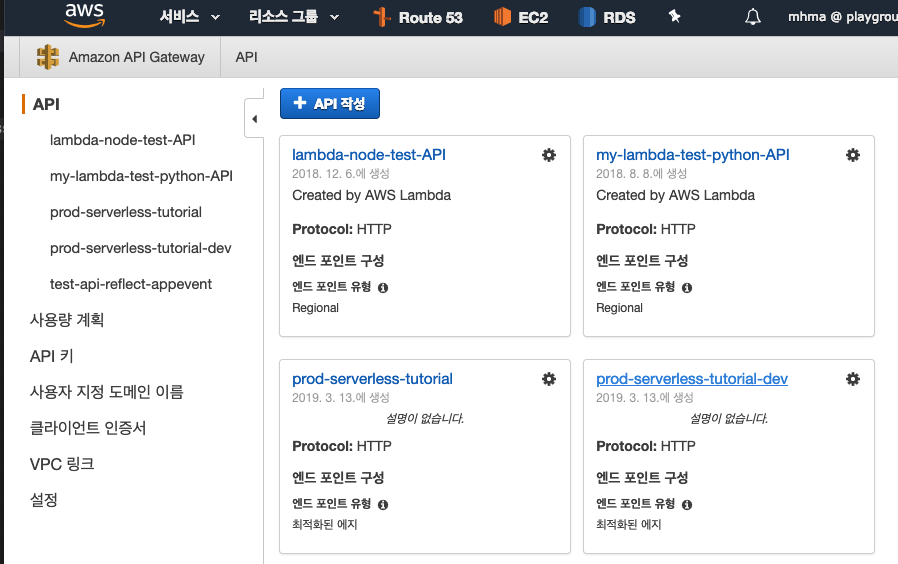 aws
서비스
리소스 그룹
Route 53
EC2
RDS
mhma @ playgrou
Amazon API Gateway
API
API
lambda-node-test-API
my-lambda-test-python-API
prod-serverless-tutorial
prod-serverless-tutorial-dev
test-api-reflect-appevent
사용량 계획
API 키
사용자 지정 도메인 이름
클라이언트 인증서
VPC 링크
설정
+ API 작성
lambda-node-test-API
2018. 12. 6.에 생성
Created by AWS Lambda
Protocol: HTTP
엔드 포인트 구성
엔드 포인트 유형
Regional
my-lambda-test-python-API
2018. 8. 8.에 생성
Created by AWS Lambda
Protocol: HTTP
엔드 포인트 구성
엔드 포인트 유형
Regional
prod-serverless-tutorial
2019. 3. 13.에 생성
설명이 없습니다.
Protocol: HTTP
엔드 포인트 구성
엔드 포인트 유형
최적화된 에지
prod-serverless-tutorial-dev
2019. 3. 13.에 생성
설명이 없습니다.
Protocol: HTTP
엔드 포인트 구성
엔드 포인트 유형
최적화된 에지